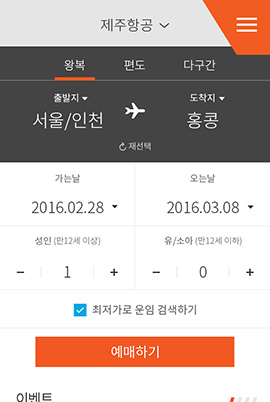 제주항공
왕복 편도 다구간
출발지 도착지
서울/인천 홍콩
재선택
가는날 오는날
2016.02.28 2016.03.08
성인 (만12세 이상) 유/소아 (만12세 이하)
- 1 + - 0 +
최저가로 운임 검색하기
예매하기
이벤트